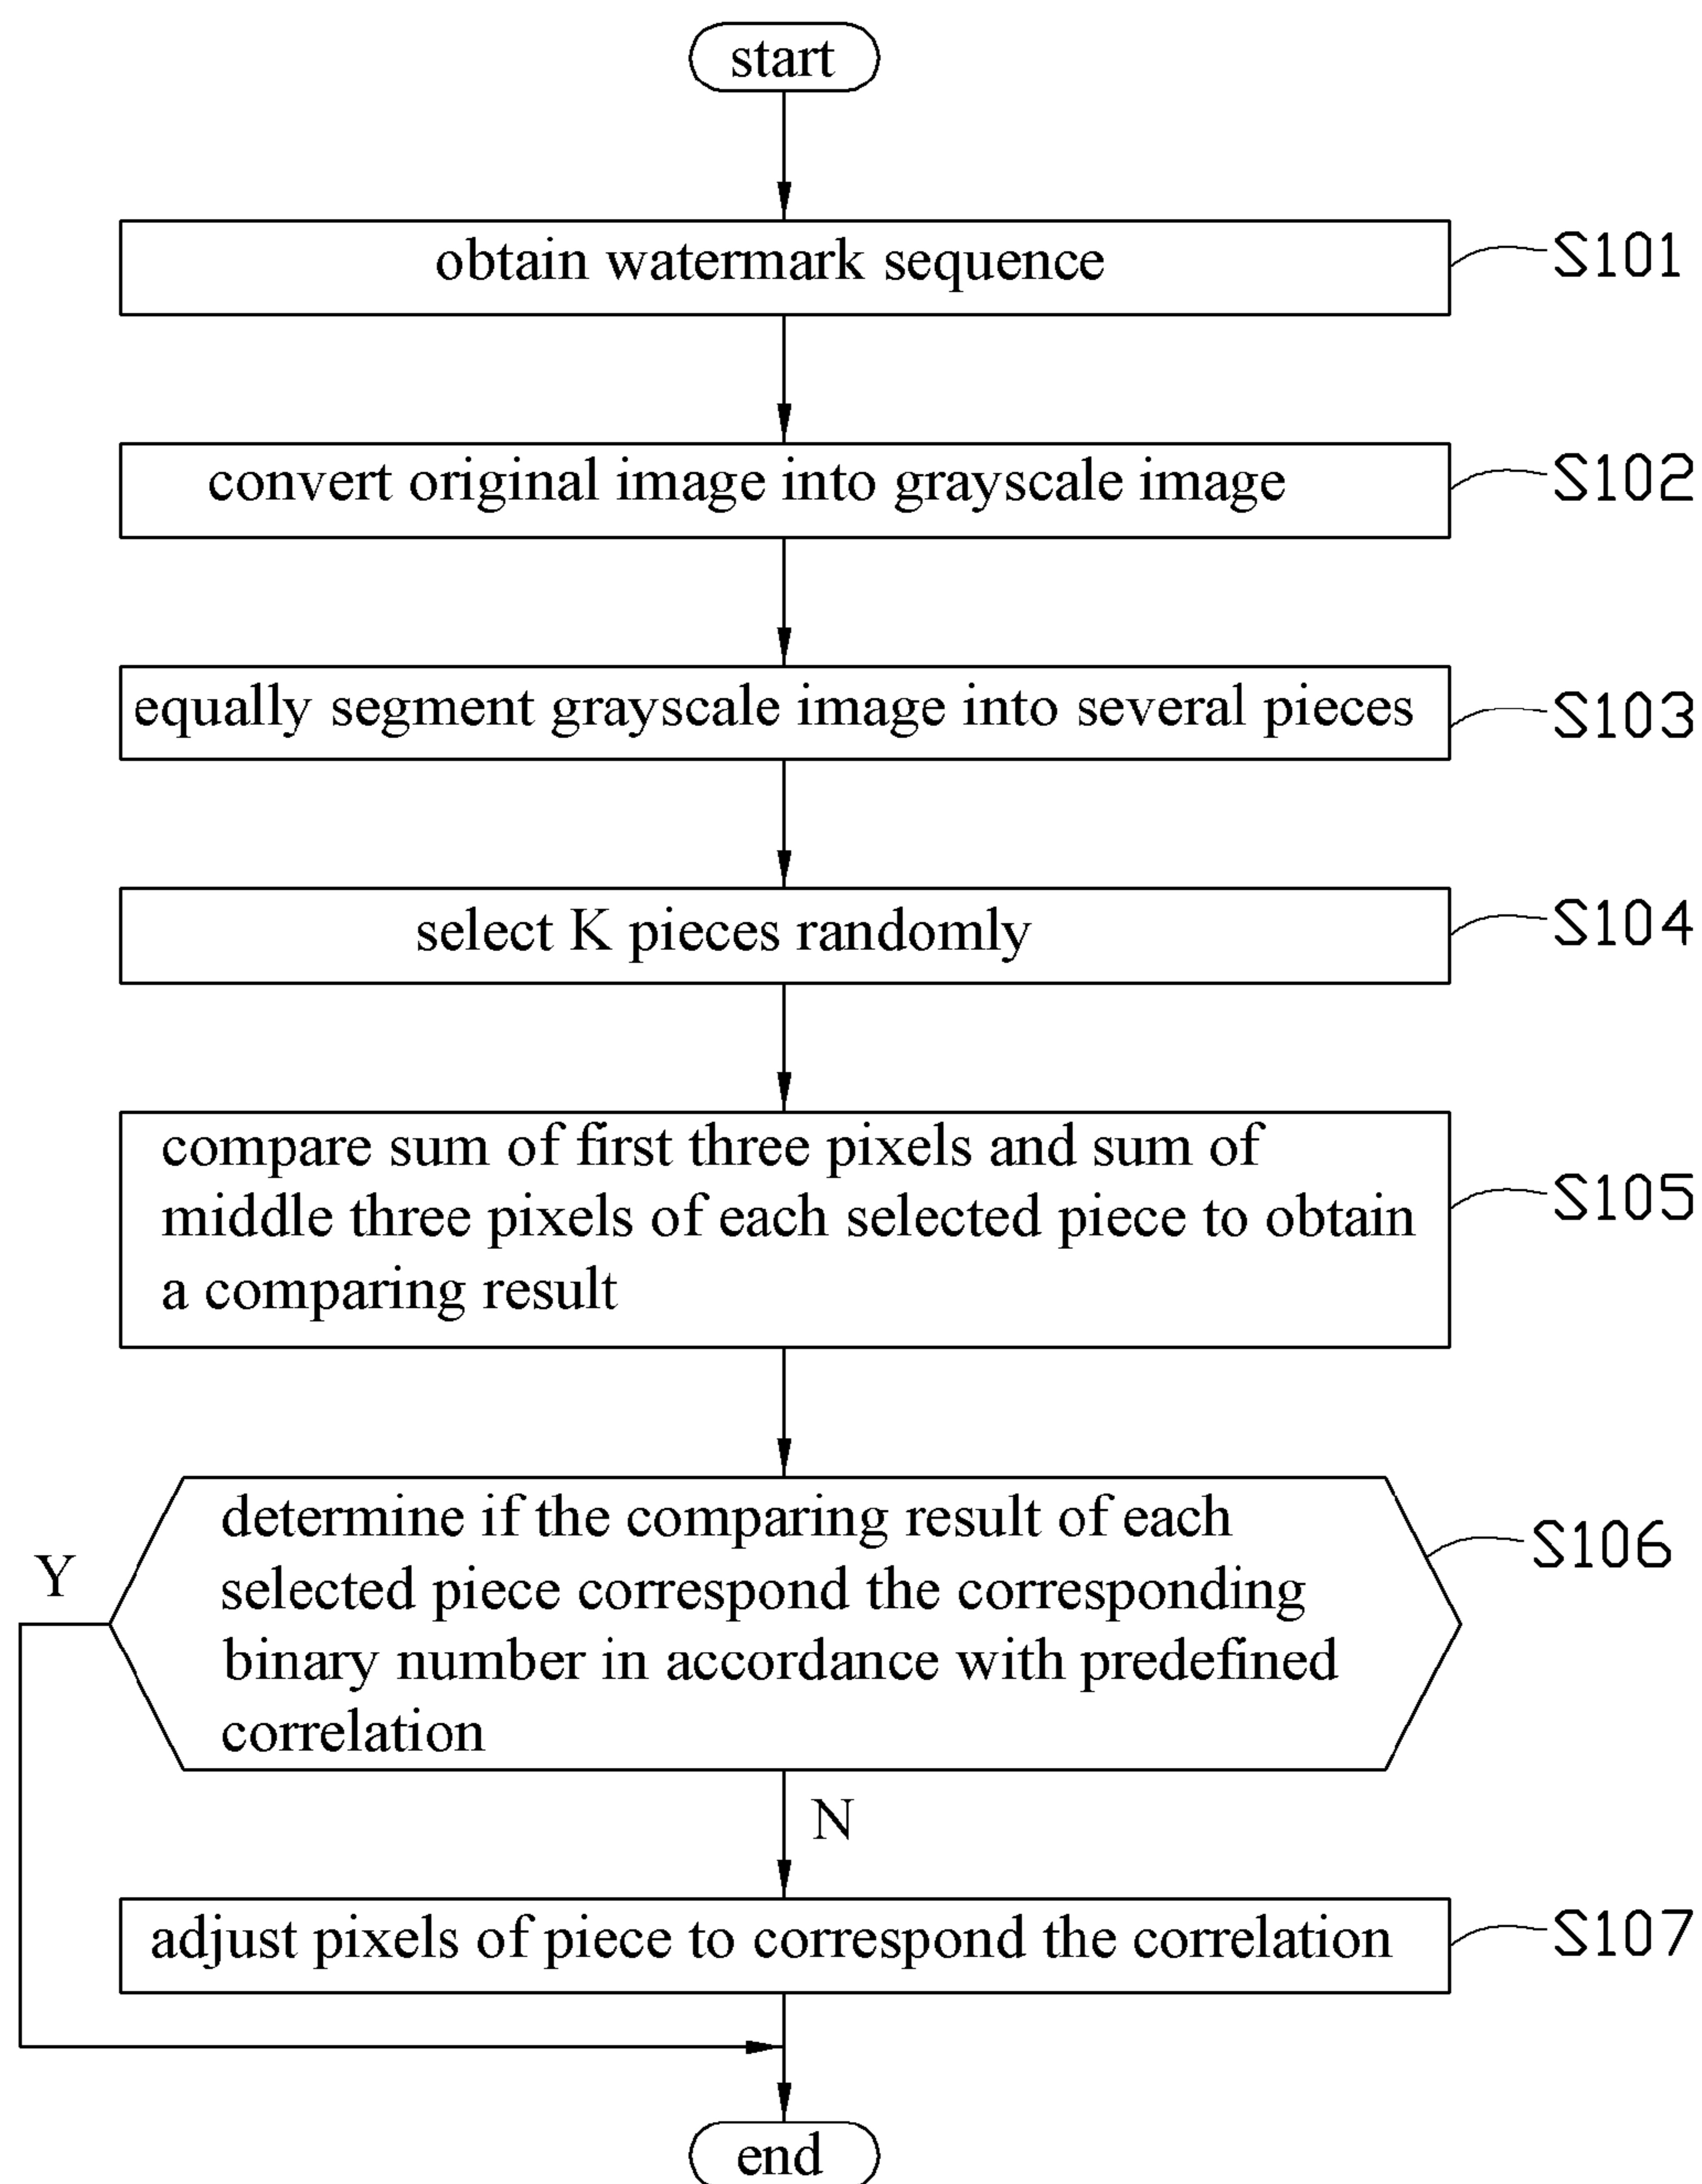 start
obtain watermark sequence
S101
convert original image into grayscale image
S102
equally segment grayscale image into several pieces
S103
select K pieces randomly
S104
compare sum of first three pixels and sum of
middle three pixels of each selected piece to obtain
a comparing result
S105
determine if the comparing result of each
selected piece correspond the corresponding
binary number in accordance with predefined
correlation
S106
Y
N
adjust pixels of piece to correspond the correlation
S107
end